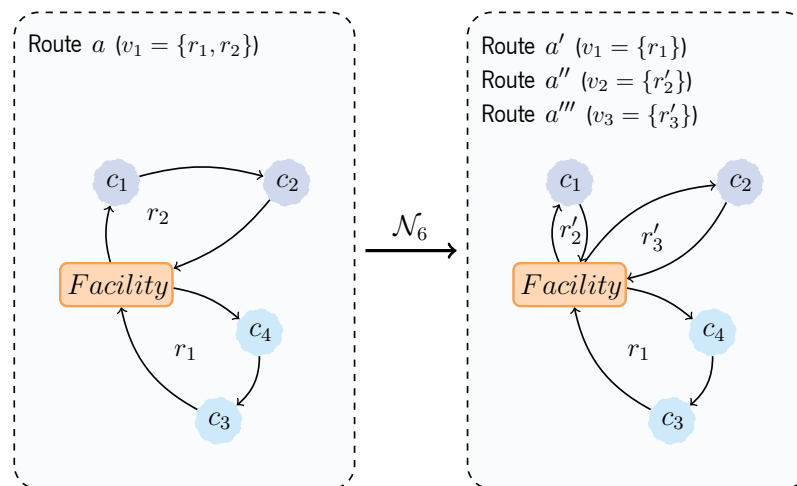 Route a (v₁ = {r₁, r₂})
c₁
c₂
r₂
Facility
c₄
r₁
c₃
𝒩₆
Route a′ (v₁ = {r₁})
Route a″ (v₂ = {r′₂})
Route a‴ (v₃ = {r′₃})
c₁
c₂
r′₂
r′₃
Facility
c₄
r₁
c₃